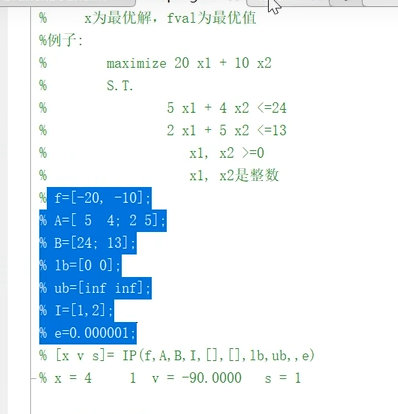 %     x为最优解，fval为最优值
%例子:
%       maximize 20 x1 + 10 x2
%       S.T.
%               5 x1 + 4 x2 <=24
%               2 x1 + 5 x2 <=13
%                  x1, x2 >=0
%                  x1, x2是整数
% f=[-20, -10];
% A=[ 5  4; 2 5];
% B=[24; 13];
% lb=[0 0];
% ub=[inf inf];
% I=[1,2];
% e=0.000001;
% [x v s]= IP(f,A,B,I,[],[],lb,ub,,e)
% x = 4     1  v = -90.0000   s = 1